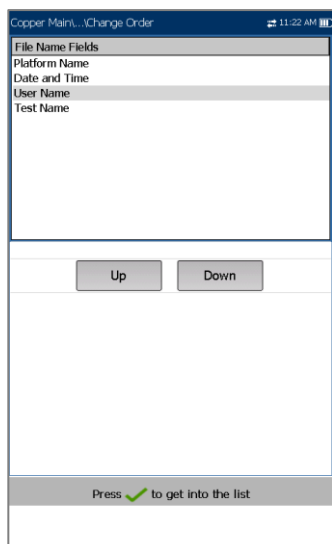 Copper Main\...\Change Order 11:22 AM
File Name Fields
Platform Name
Date and Time
User Name
Test Name
Up Down
Press to get into the list